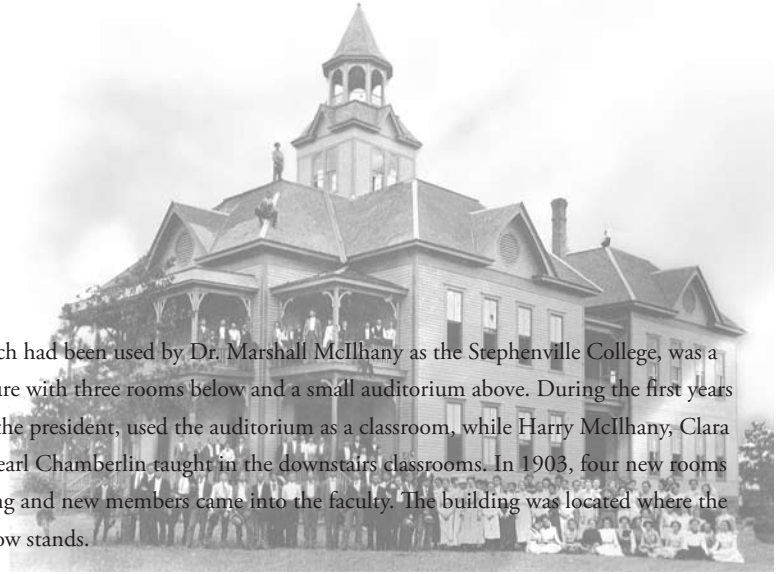 ch had been used by Dr. Marshall McIlhany as the Stephenville College, was a
ure with three rooms below and a small auditorium above. During the first years
the president, used the auditorium as a classroom, while Harry McIlhany, Clara
earl Chamberlin taught in the downstairs classrooms. In 1903, four new rooms
ng and new members came into the faculty. The building was located where the
ow stands.